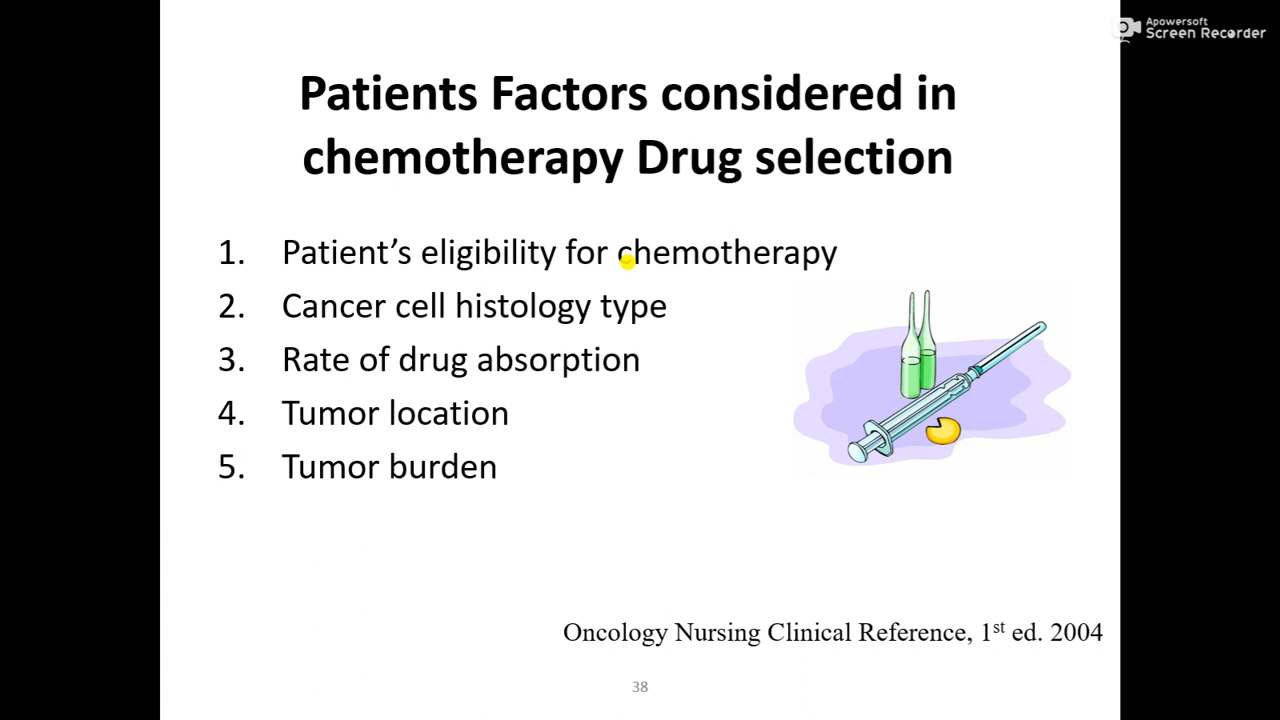 Apowersoft
Screen Recorder
Patients Factors considered in
chemotherapy Drug selection
1. Patient’s eligibility for chemotherapy
2. Cancer cell histology type
3. Rate of drug absorption
4. Tumor location
5. Tumor burden
Oncology Nursing Clinical Reference, 1st ed. 2004
38